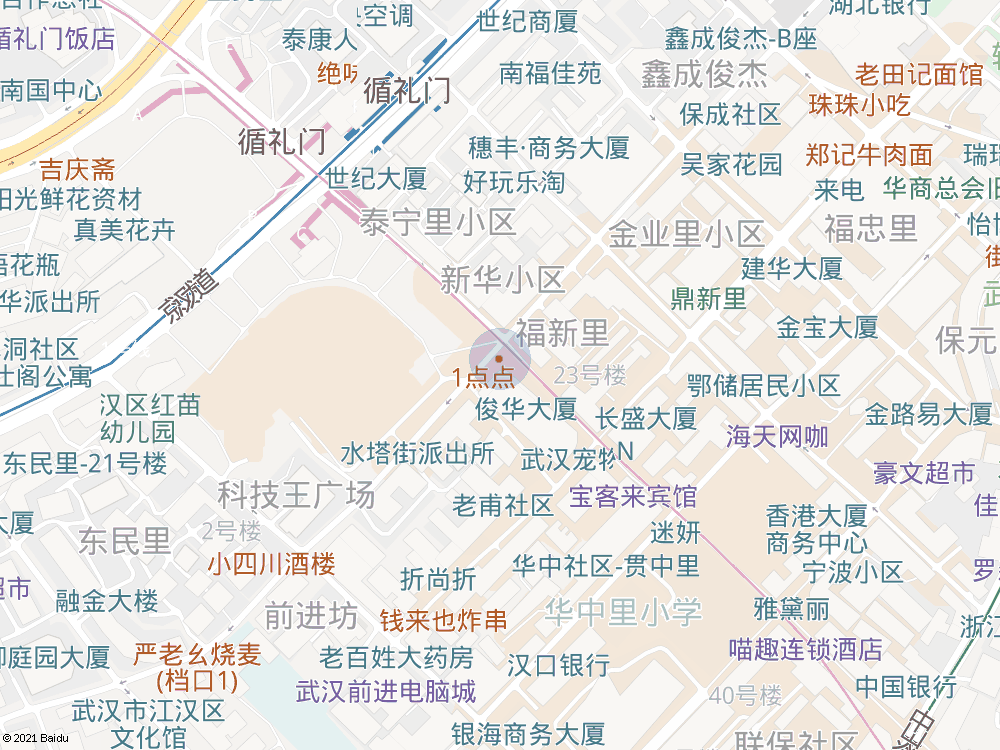 世纪商厦
湖北银行
空调
泰康人
鑫成俊杰-B座
循礼门饭店
绝味
南福佳苑
鑫成俊杰
老田记面馆
南国中心
循礼门
保成社区
珠珠小吃
循礼门
穗丰·商务大厦
吴家花园
郑记牛肉面
吉庆斋
世纪大厦
好玩乐淘
来电
华商总会旧
阳光鲜花资材
真美花卉
泰宁里小区
金业里小区
福忠里
花瓶
新华小区
建华大厦
华派出所
京汉大道
鼎新里
福新里
金宝大厦
保元
洞社区
1点点
23号楼
鄂储居民小区
阁公寓
汉区红苗
幼儿园
俊华大厦
长盛大厦
金路易大厦
海天网咖
东民里-21号楼
水塔街派出所
武汉宠物
N
豪文超市
科技王广场
老甫社区
宝客来宾馆
佳
大厦
2号楼
迷妍
香港大厦
商务中心
东民里
小四川酒楼
折尚折
华中社区-贯中里
宁波小区
罗
超市
融金大楼
前进坊
钱来也炸串
华中里小学
雅黛丽
浙江
庭园大厦
严老幺烧麦
(档口1)
老百姓大药房
汉口银行
喵趣连锁酒店
武汉前进电脑城
40号楼
中国银行
武汉市江汉区
文化馆
银海商务大厦
联保社区
© 2021 Baidu